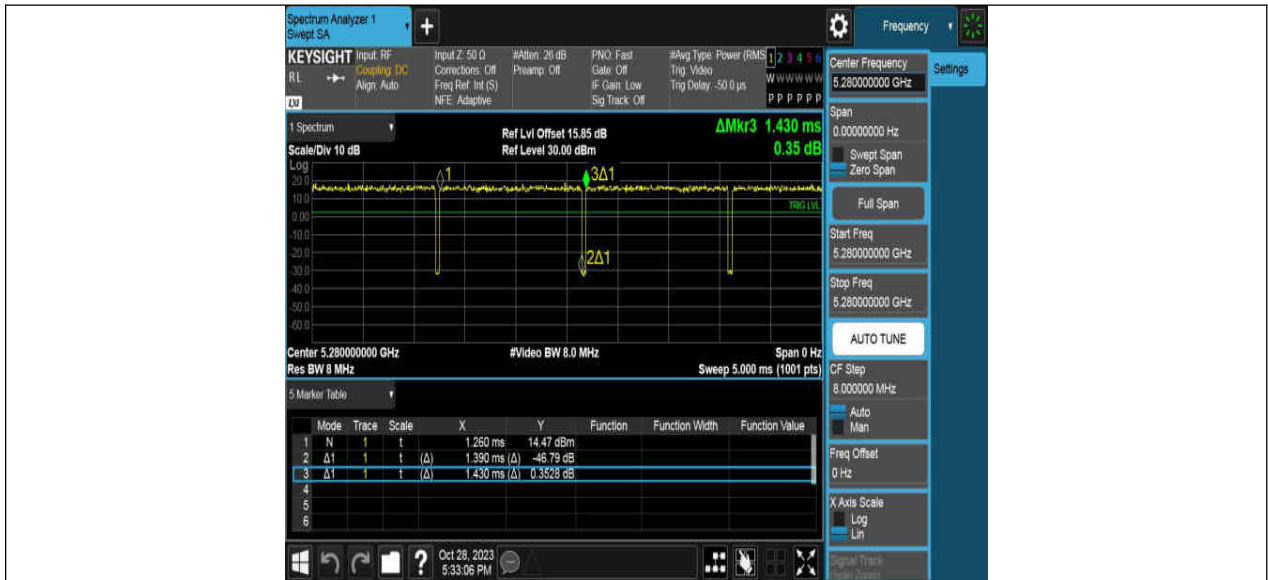 Spectrum Analyzer 1
Swept SA
+
Frequency
KEYSIGHT
RL
LXI
Input: RF
Coupling: DC
Align: Auto
Input Z: 50 Ω
Corrections: Off
Freq Ref: Int (S)
NFE: Adaptive
#Atten: 26 dB
Preamp: Off
PNO: Fast
Gate: Off
IF Gain: Low
Sig Track: Off
#Avg Type: Power (RMS
Trig: Video
Trig Delay: -50.0 µs
1 2 3 4 5 6
W W W W W W
P P P P P P
1 Spectrum
Scale/Div 10 dB
Ref Lvl Offset 15.85 dB
Ref Level 30.00 dBm
ΔMkr3 1.430 ms
0.35 dB
Log
20.0
10.0
0.00
-10.0
-20.0
-30.0
-40.0
-50.0
-60.0
1
3Δ1
2Δ1
TRIG LVL
Center 5.280000000 GHz
Res BW 8 MHz
#Video BW 8.0 MHz
Span 0 Hz
Sweep 5.000 ms (1001 pts)
5 Marker Table
Mode Trace Scale X Y Function Function Width Function Value
1 N 1 t 1.260 ms 14.47 dBm
2 Δ1 1 t (Δ) 1.390 ms (Δ) -46.79 dB
3 Δ1 1 t (Δ) 1.430 ms (Δ) 0.3528 dB
4
5
6
?
Oct 28, 2023
5:33:06 PM
Settings
Center Frequency
5.280000000 GHz
Span
0.00000000 Hz
Swept Span
Zero Span
Full Span
Start Freq
5.280000000 GHz
Stop Freq
5.280000000 GHz
AUTO TUNE
CF Step
8.000000 MHz
Auto
Man
Freq Offset
0 Hz
X Axis Scale
Log
Lin
Signal Track
(Span Zoom)